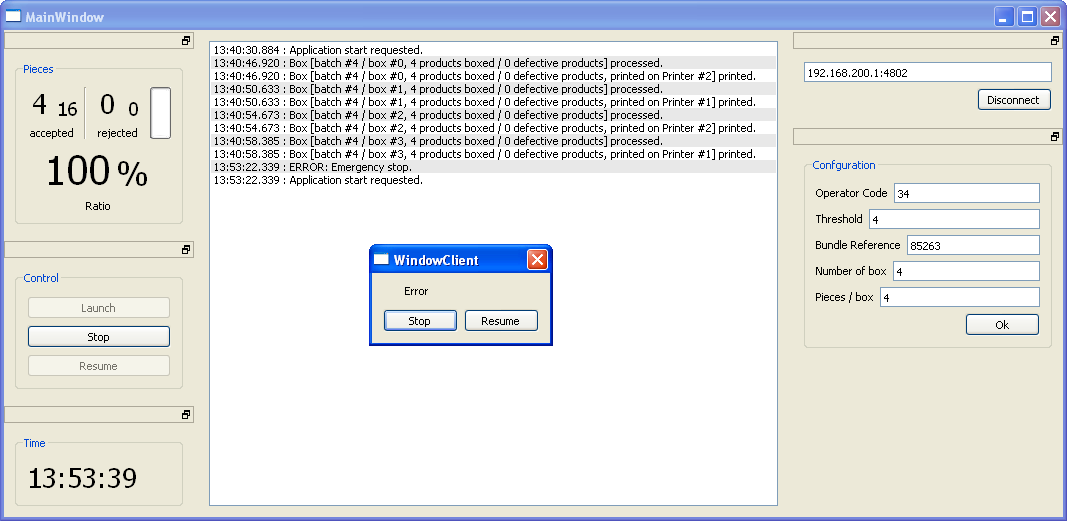 MainWindow
Pieces
4 16
accepted
0 0
rejected
100 %
Ratio
Control
Launch
Stop
Resume
Time
13:53:39
13:40:30.884 : Application start requested.
13:40:46.920 : Box [batch #4 / box #0, 4 products boxed / 0 defective products] processed.
13:40:46.920 : Box [batch #4 / box #0, 4 products boxed / 0 defective products, printed on Printer #2] printed.
13:40:50.633 : Box [batch #4 / box #1, 4 products boxed / 0 defective products] processed.
13:40:50.633 : Box [batch #4 / box #1, 4 products boxed / 0 defective products, printed on Printer #1] printed.
13:40:54.673 : Box [batch #4 / box #2, 4 products boxed / 0 defective products] processed.
13:40:54.673 : Box [batch #4 / box #2, 4 products boxed / 0 defective products, printed on Printer #2] printed.
13:40:58.385 : Box [batch #4 / box #3, 4 products boxed / 0 defective products] processed.
13:40:58.385 : Box [batch #4 / box #3, 4 products boxed / 0 defective products, printed on Printer #1] printed.
13:53:22.339 : ERROR: Emergency stop.
13:53:22.339 : Application start requested.
WindowClient
Error
Stop Resume
192.168.200.1:4802
Disconnect
Confguration
Operator Code 34
Threshold 4
Bundle Reference 85263
Number of box 4
Pieces / box 4
Ok